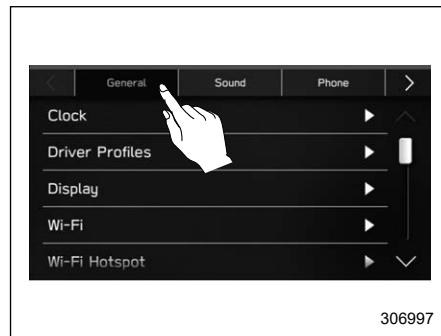 General Sound Phone
Clock
Driver Profiles
Display
Wi-Fi
Wi-Fi Hotspot
306997